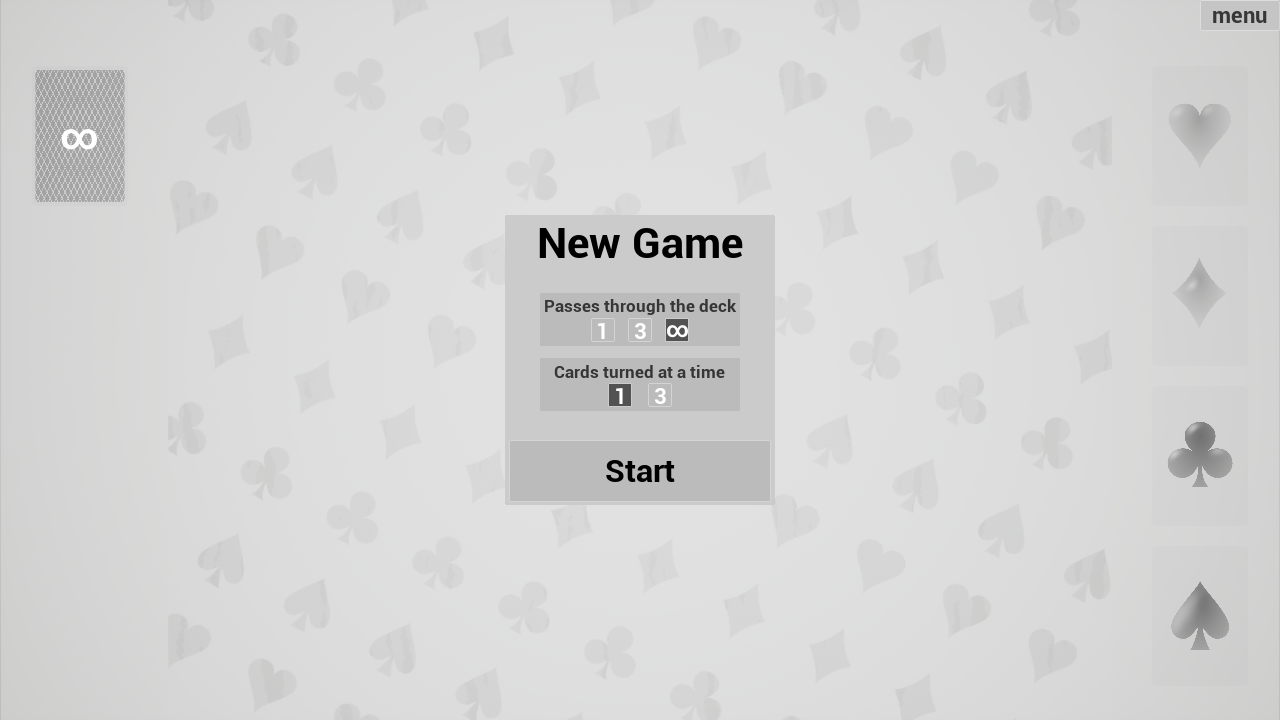 menu
∞
New Game
Passes through the deck
1 3 ∞
Cards turned at a time
1 3
Start